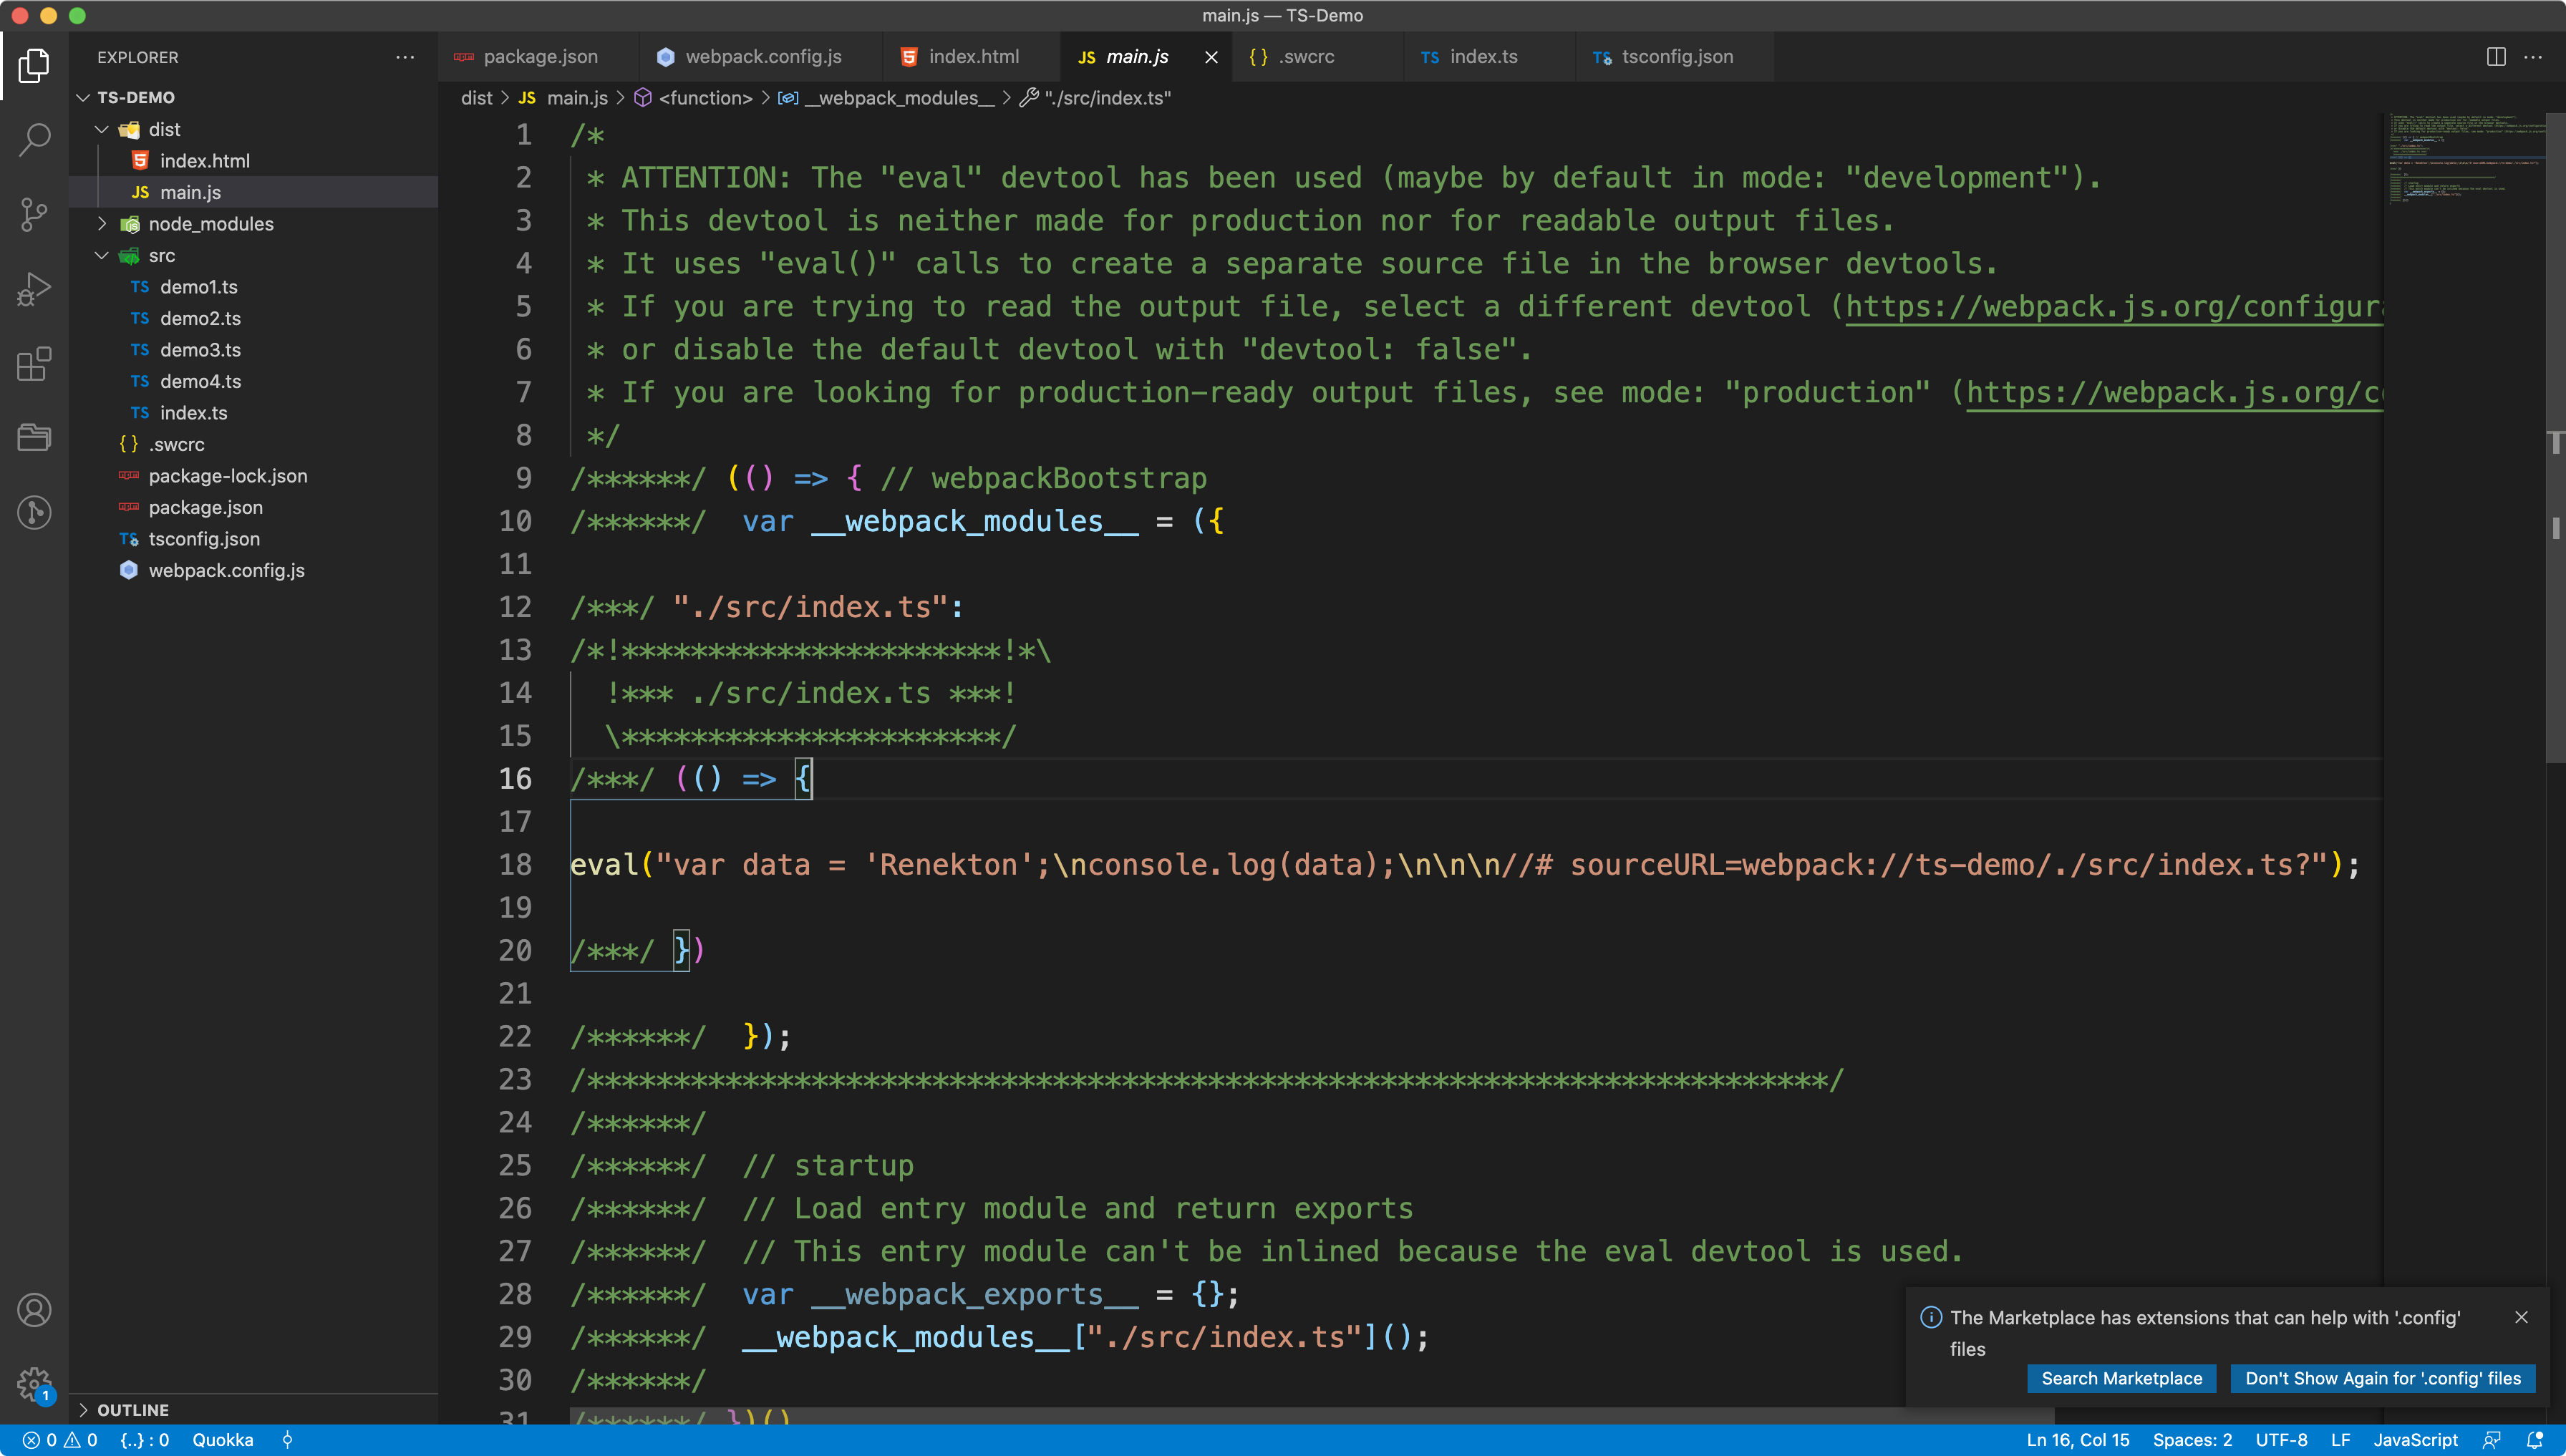 main.js — TS-Demo
EXPLORER
package.json
webpack.config.js
index.html
JS main.js
{ } .swcrc
TS index.ts
TS tsconfig.json
TS-DEMO
dist
index.html
JS main.js
node_modules
src
TS demo1.ts
TS demo2.ts
TS demo3.ts
TS demo4.ts
TS index.ts
{ } .swcrc
package-lock.json
package.json
TS tsconfig.json
webpack.config.js
OUTLINE
dist > JS main.js > <function> > __webpack_modules__ > "./src/index.ts"
1 /*
2  * ATTENTION: The "eval" devtool has been used (maybe by default in mode: "development").
3  * This devtool is neither made for production nor for readable output files.
4  * It uses "eval()" calls to create a separate source file in the browser devtools.
5  * If you are trying to read the output file, select a different devtool (https://webpack.js.org/configur
6  * or disable the default devtool with "devtool: false".
7  * If you are looking for production-ready output files, see mode: "production" (https://webpack.js.org/c
8  */
9 /******/ (() => { // webpackBootstrap
10 /******/  var __webpack_modules__ = ({
11
12 /***/ "./src/index.ts":
13 /*!**********************!*\
14   !*** ./src/index.ts ***!
15   \**********************/
16 /***/ (() => {
17
18 eval("var data = 'Renekton';\nconsole.log(data);\n\n\n//# sourceURL=webpack://ts-demo/./src/index.ts?");
19
20 /***/ })
21
22 /******/  });
23 /************************************************************************/
24 /******/
25 /******/  // startup
26 /******/  // Load entry module and return exports
27 /******/  // This entry module can't be inlined because the eval devtool is used.
28 /******/  var __webpack_exports__ = {};
29 /******/  __webpack_modules__["./src/index.ts"]();
30 /******/
31 /******/ })()
The Marketplace has extensions that can help with '.config'
files
Search Marketplace
Don't Show Again for '.config' files
1
0 0 {..} : 0 Quokka
Ln 16, Col 15 Spaces: 2 UTF-8 LF JavaScript